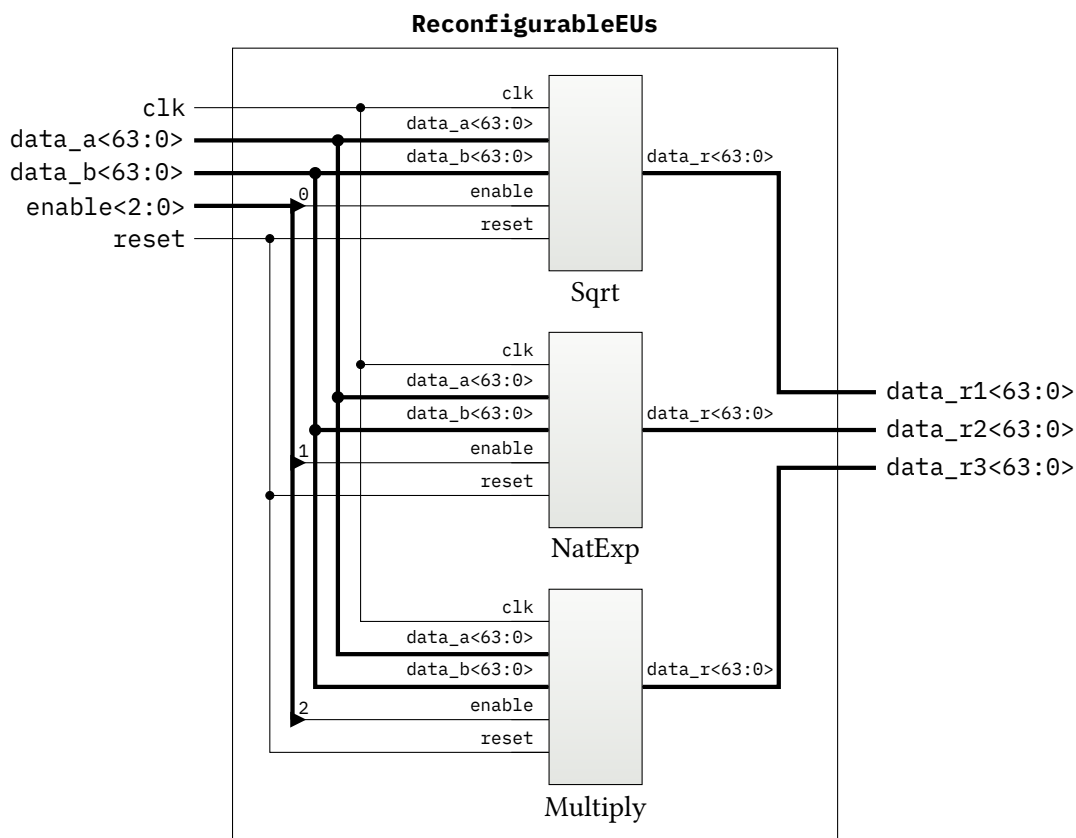 ReconfigurableEUs
clk
data_a<63:0>
data_b<63:0>
enable<2:0>
reset
0
clk
data_a<63:0>
data_b<63:0>
enable
reset
data_r<63:0>
Sqrt
1
clk
data_a<63:0>
data_b<63:0>
enable
reset
data_r<63:0>
NatExp
2
clk
data_a<63:0>
data_b<63:0>
enable
reset
data_r<63:0>
Multiply
data_r1<63:0>
data_r2<63:0>
data_r3<63:0>